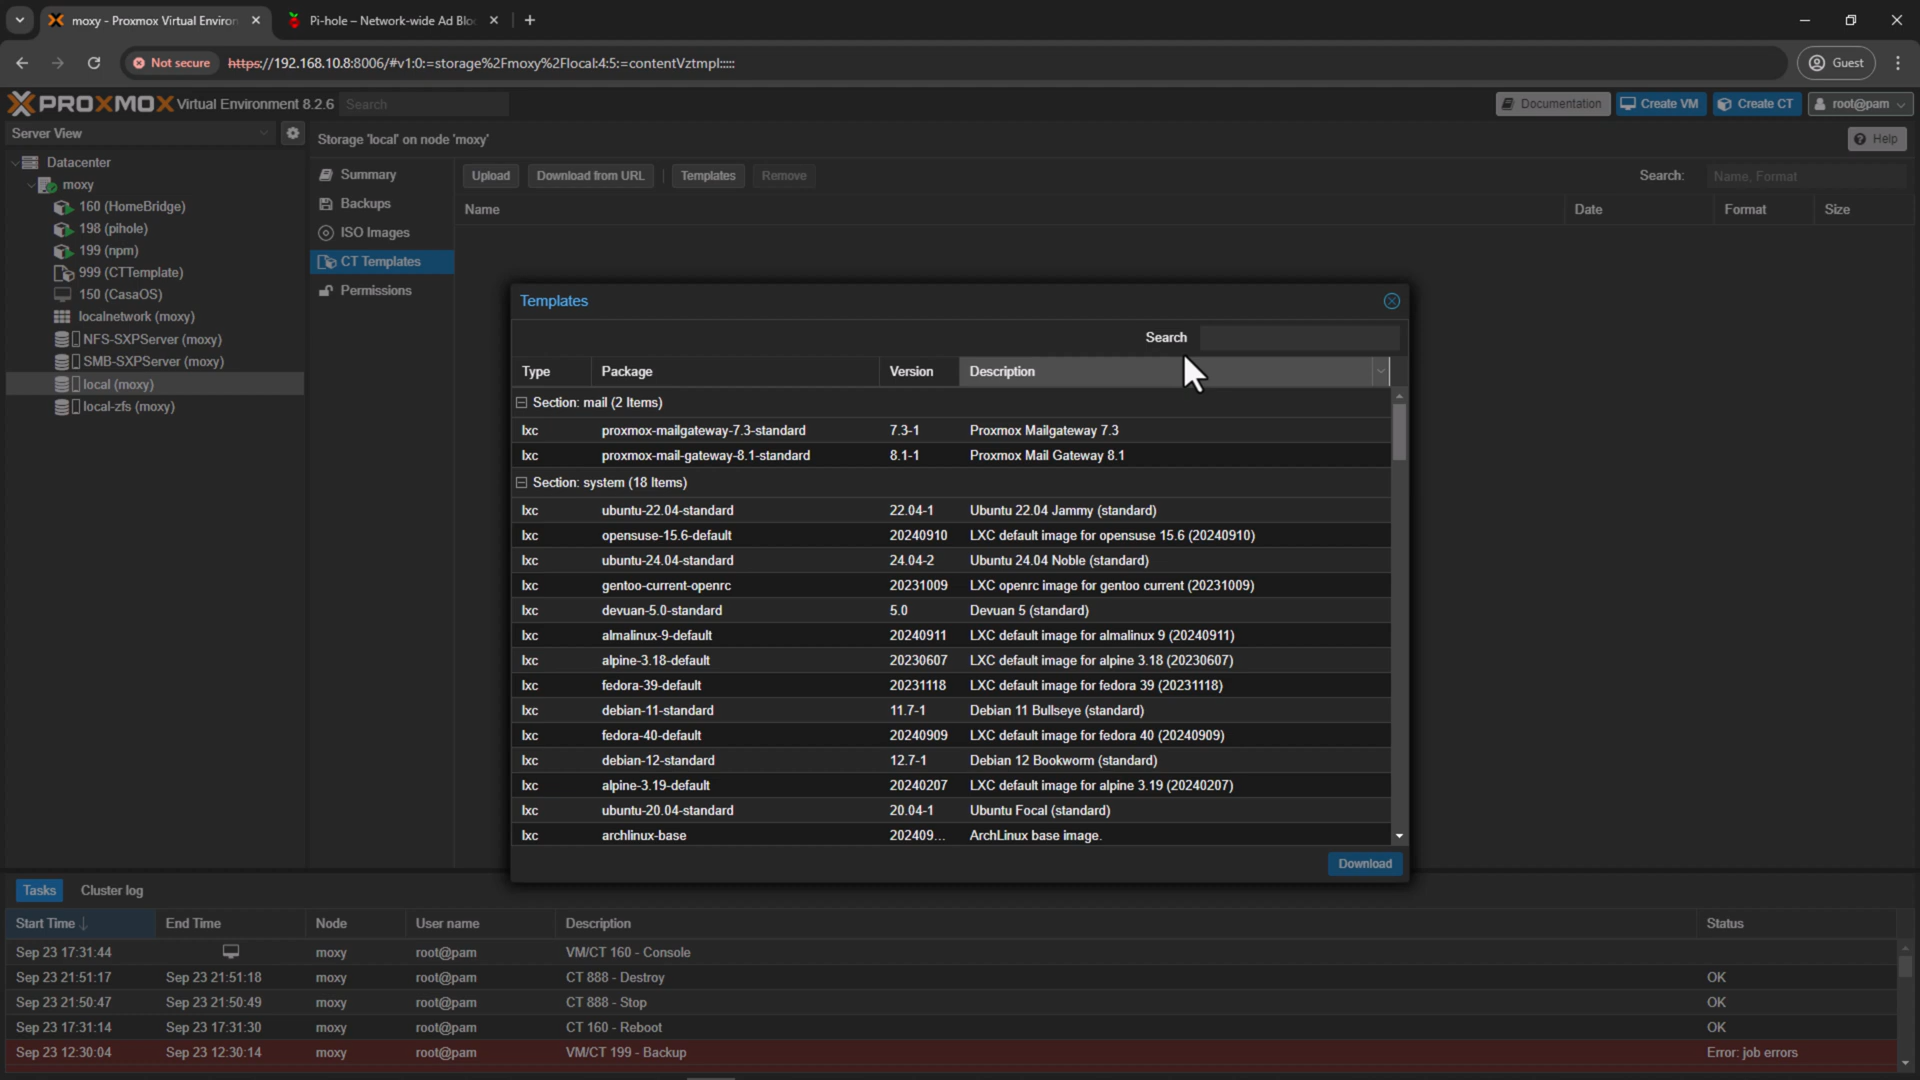 moxy - Proxmox Virtual Environ
Pi-hole – Network-wide Ad Bloc
Not secure
https://192.168.10.8:8006/#v1:0:=storage%2Fmoxy%2Flocal:4:5:=contentVztmpl:::::
Guest
PROXMOX Virtual Environment 8.2.6
Search
Documentation
Create VM
Create CT
root@pam
Server View
Storage 'local' on node 'moxy'
Help
Datacenter
moxy
160 (HomeBridge)
198 (pihole)
199 (npm)
999 (CTTemplate)
150 (CasaOS)
localnetwork (moxy)
NFS-SXPServer (moxy)
SMB-SXPServer (moxy)
local (moxy)
local-zfs (moxy)
Summary
Backups
ISO Images
CT Templates
Permissions
Upload
Download from URL
Templates
Remove
Search:
Name, Format
Name
Date
Format
Size
Templates
Search
Type Package Version Description
Section: mail (2 Items)
lxc proxmox-mailgateway-7.3-standard 7.3-1 Proxmox Mailgateway 7.3
lxc proxmox-mail-gateway-8.1-standard 8.1-1 Proxmox Mail Gateway 8.1
Section: system (18 Items)
lxc ubuntu-22.04-standard 22.04-1 Ubuntu 22.04 Jammy (standard)
lxc opensuse-15.6-default 20240910 LXC default image for opensuse 15.6 (20240910)
lxc ubuntu-24.04-standard 24.04-2 Ubuntu 24.04 Noble (standard)
lxc gentoo-current-openrc 20231009 LXC openrc image for gentoo current (20231009)
lxc devuan-5.0-standard 5.0 Devuan 5 (standard)
lxc almalinux-9-default 20240911 LXC default image for almalinux 9 (20240911)
lxc alpine-3.18-default 20230607 LXC default image for alpine 3.18 (20230607)
lxc fedora-39-default 20231118 LXC default image for fedora 39 (20231118)
lxc debian-11-standard 11.7-1 Debian 11 Bullseye (standard)
lxc fedora-40-default 20240909 LXC default image for fedora 40 (20240909)
lxc debian-12-standard 12.7-1 Debian 12 Bookworm (standard)
lxc alpine-3.19-default 20240207 LXC default image for alpine 3.19 (20240207)
lxc ubuntu-20.04-standard 20.04-1 Ubuntu Focal (standard)
lxc archlinux-base 202409... ArchLinux base image.
Download
Tasks
Cluster log
Start Time End Time Node User name Description Status
Sep 23 17:31:44 moxy root@pam VM/CT 160 - Console
Sep 23 21:51:17 Sep 23 21:51:18 moxy root@pam CT 888 - Destroy OK
Sep 23 21:50:47 Sep 23 21:50:49 moxy root@pam CT 888 - Stop OK
Sep 23 17:31:14 Sep 23 17:31:30 moxy root@pam CT 160 - Reboot OK
Sep 23 12:30:04 Sep 23 12:30:14 moxy root@pam VM/CT 199 - Backup Error: job errors